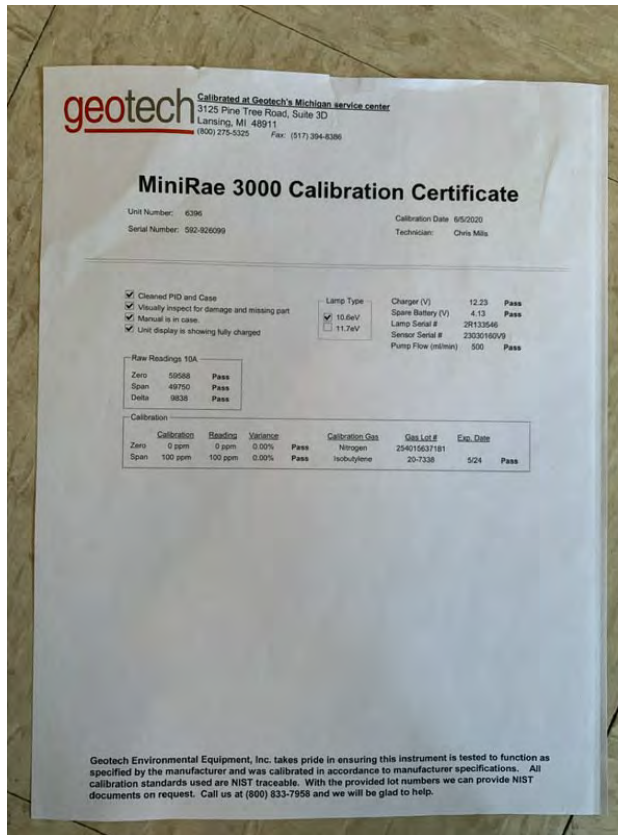 geotech
Calibrated at Geotech's Michigan service center
3125 Pine Tree Road, Suite 3D
Lansing, MI 48911
(800) 275-5325 Fax: (517) 394-8386
MiniRae 3000 Calibration Certificate
Unit Number: 6396 Calibration Date 6/5/2020
Serial Number: 592-926099 Technician: Chris Mills
Cleaned PID and Case
Visually inspect for damage and missing part
Manual is in case.
Unit display is showing fully charged
Lamp Type
10.6eV
11.7eV
Charger (V) 12.23 Pass
Spare Battery (V) 4.13 Pass
Lamp Serial # 2R133546
Sensor Serial # 23030160V9
Pump Flow (ml/min) 500 Pass
Raw Readings 10A
Zero 59588 Pass
Span 49750 Pass
Delta 9838 Pass
Calibration
Calibration Reading Variance Calibration Gas Gas Lot # Exp. Date
Zero 0 ppm 0 ppm 0.00% Pass Nitrogen 254015637181
Span 100 ppm 100 ppm 0.00% Pass Isobutylene 20-7338 5/24 Pass
Geotech Environmental Equipment, Inc. takes pride in ensuring this instrument is tested to function as
specified by the manufacturer and was calibrated in accordance to manufacturer specifications. All
calibration standards used are NIST traceable. With the provided lot numbers we can provide NIST
documents on request. Call us at (800) 833-7958 and we will be glad to help.